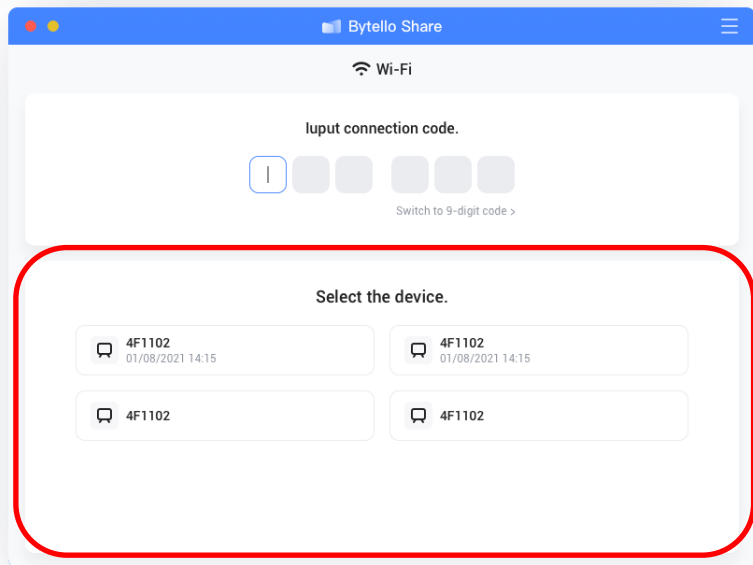 Bytello Share
Wi-Fi
Iuput connection code.
Switch to 9-digit code >
Select the device.
4F1102
01/08/2021 14:15
4F1102
01/08/2021 14:15
4F1102
4F1102